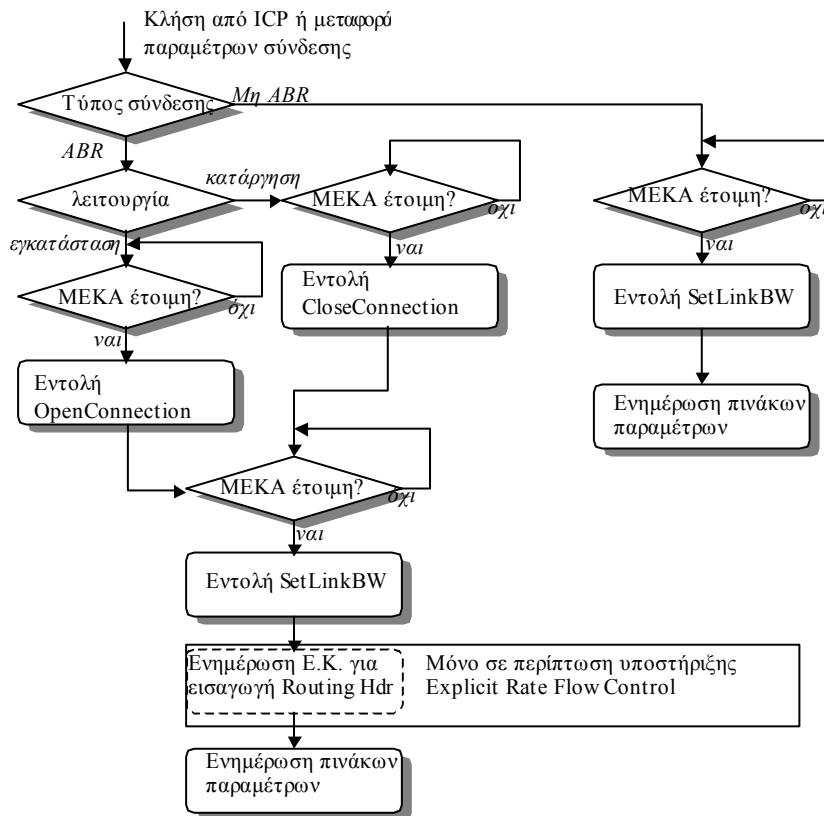 Κλήση από ICP ή μεταφορά
παραμέτρων σύνδεσης
Τύπος σύνδεσης
Μη ABR
ABR
λειτουργία
κατάργηση
ΜΕΚΑ έτοιμη?
όχι
ΜΕΚΑ έτοιμη?
όχι
εγκατάσταση
ναι
ναι
ΜΕΚΑ έτοιμη?
όχι
Εντολή
CloseConnection
Εντολή SetLinkBW
ναι
Εντολή
OpenConnection
Ενημέρωση πινάκων
παραμέτρων
ΜΕΚΑ έτοιμη?
όχι
ναι
Εντολή SetLinkBW
Ενημέρωση Ε.Κ. για
εισαγωγή Routing Hdr
Μόνο σε περίπτωση υποστήριξης
Explicit Rate Flow Control
Ενημέρωση πινάκων
παραμέτρων